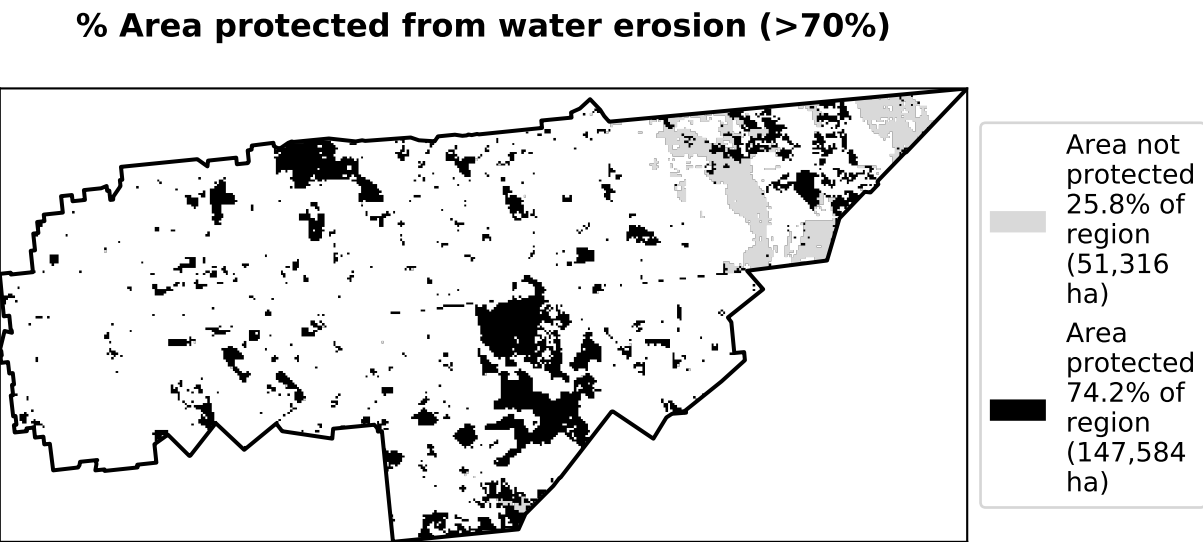 % Area protected from water erosion (>70%)
Area not
protected
25.8% of
region
(51,316
ha)
Area
protected
74.2% of
region
(147,584
ha)